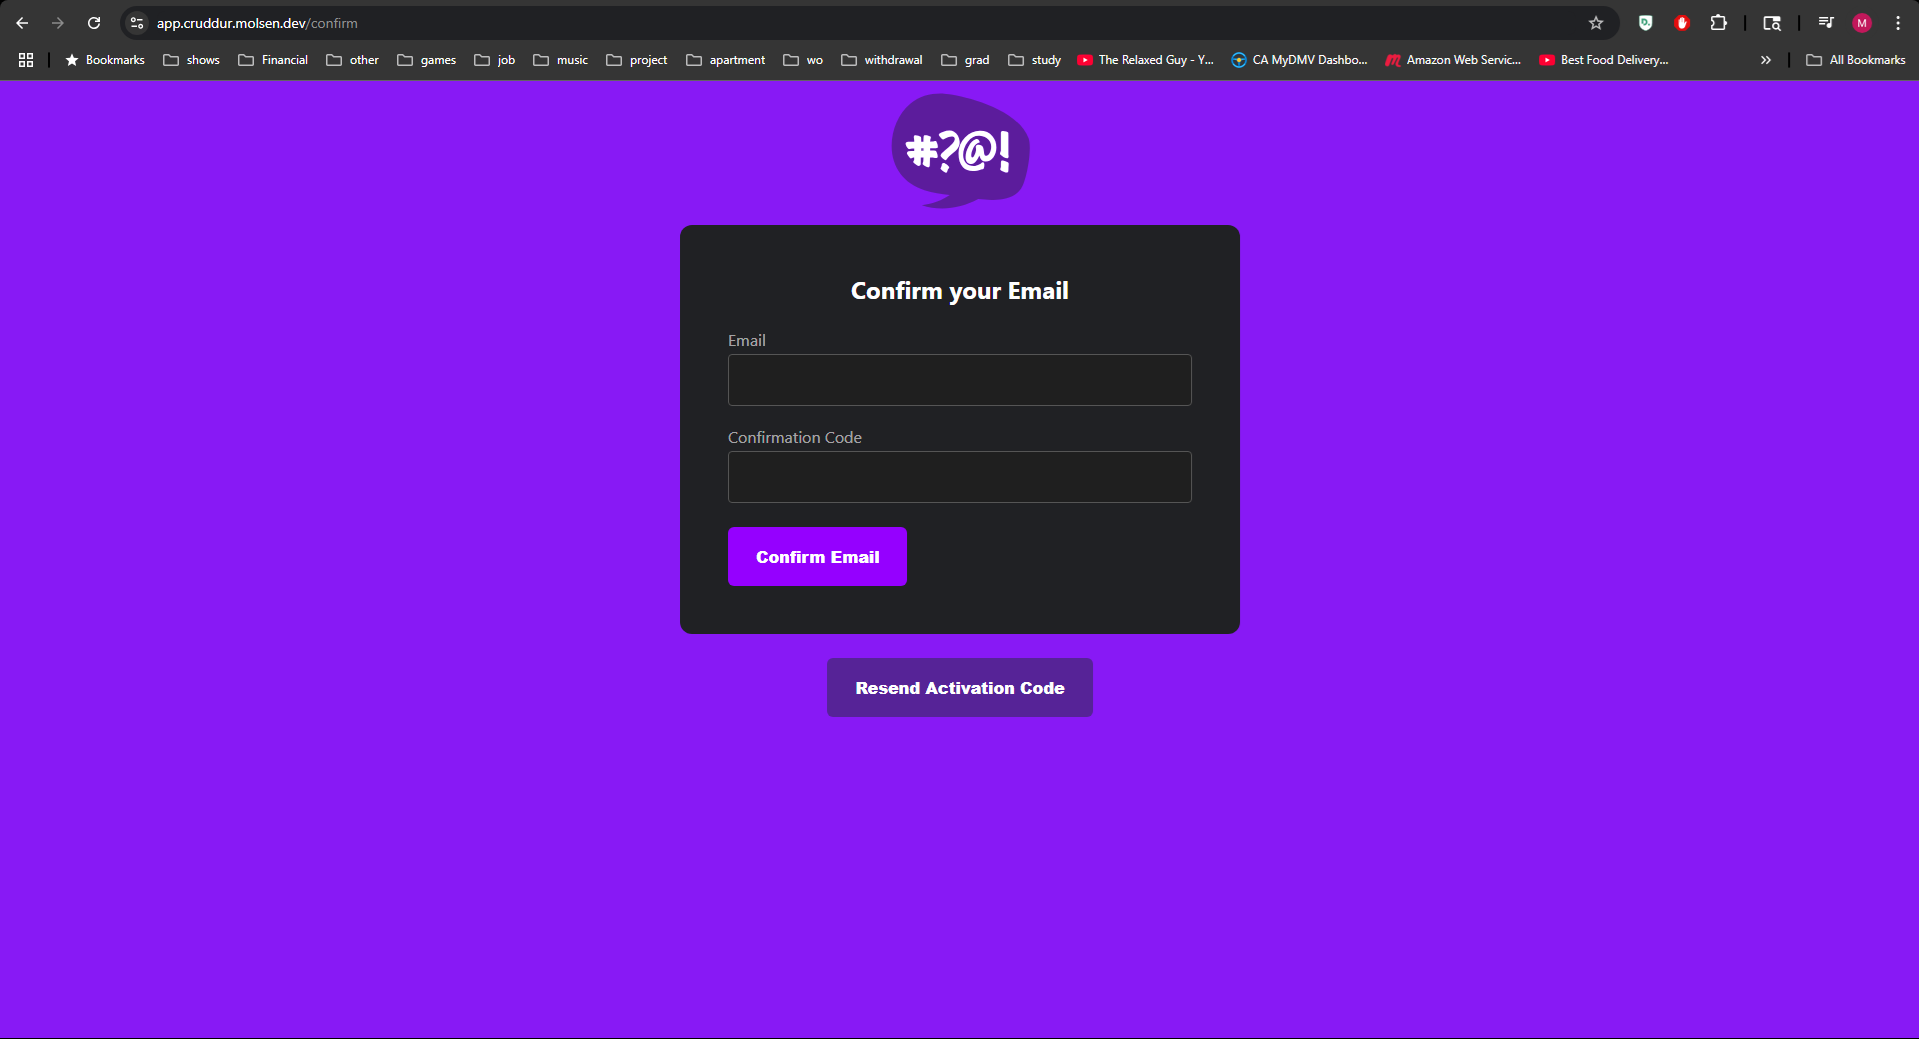 app.cruddur.molsen.dev/confirm
M
Bookmarks shows Financial other games job music project apartment wo withdrawal grad study The Relaxed Guy - Y... CA MyDMV Dashbo... Amazon Web Servic... Best Food Delivery... » All Bookmarks
#?@!
Confirm your Email
Email
Confirmation Code
Confirm Email
Resend Activation Code